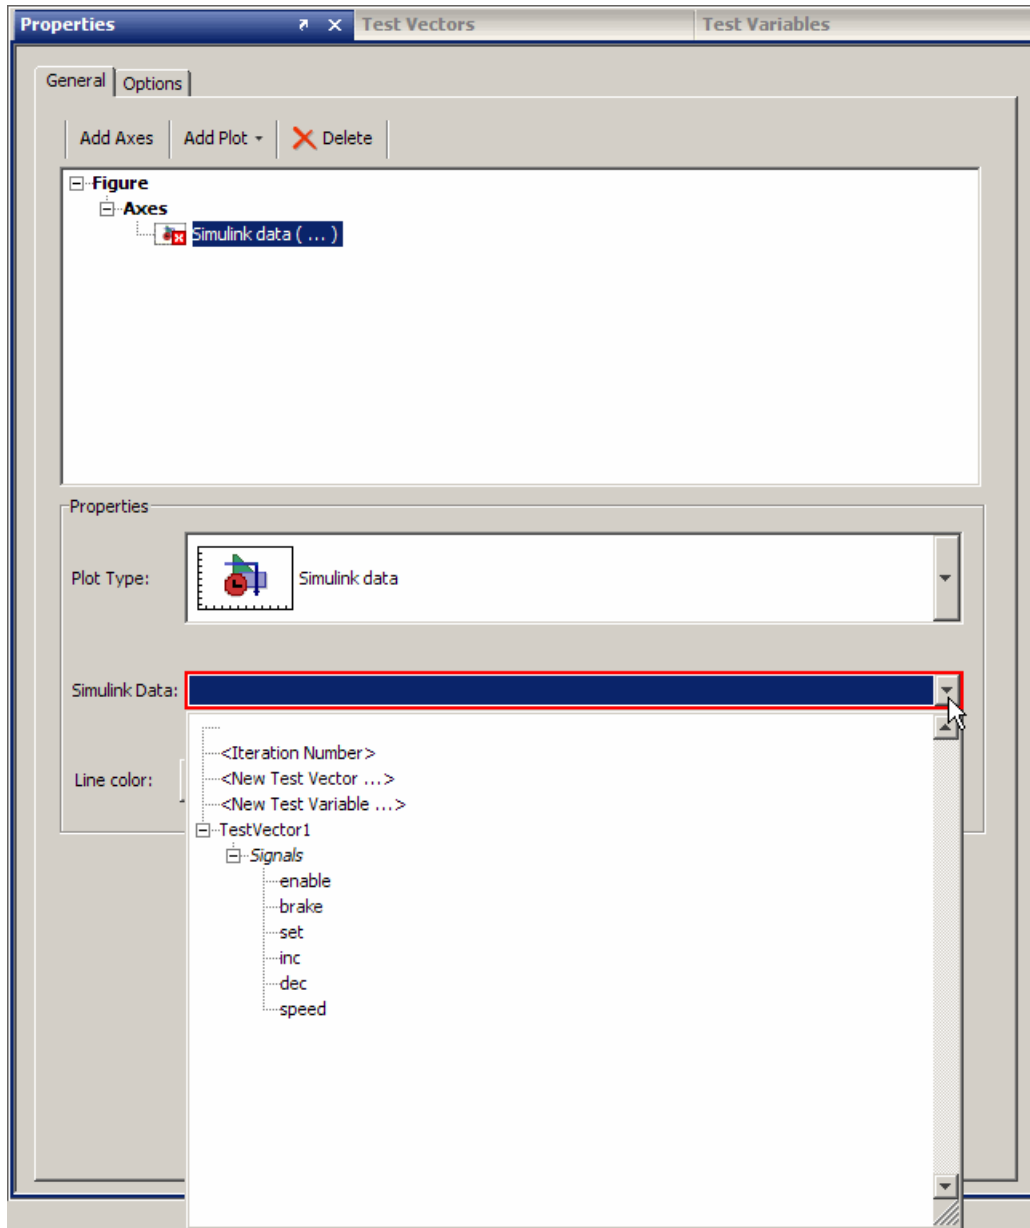 Properties Test Vectors Test Variables
General Options
Add Axes Add Plot Delete
Figure
Axes
Simulink data ( ... )
Properties
Plot Type: Simulink data
Simulink Data:
<Iteration Number>
<New Test Vector ...>
Line color:
<New Test Variable ...>
TestVector1
Signals
enable
brake
set
inc
dec
speed